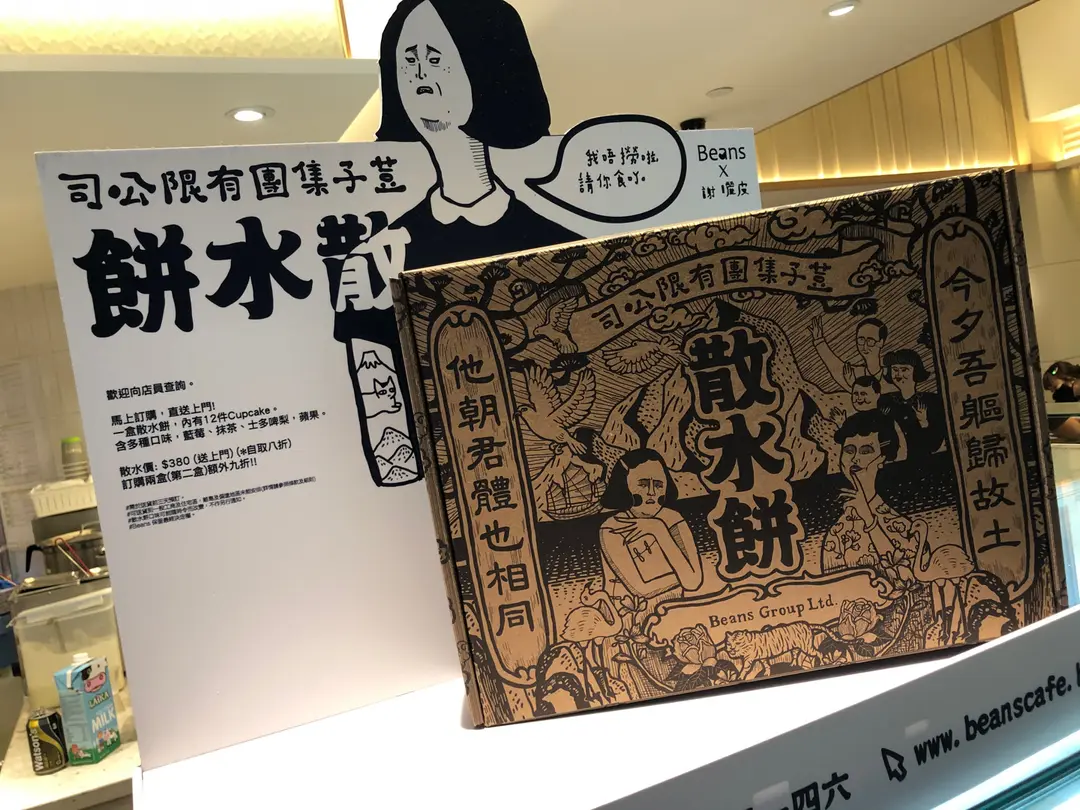 荳子集團有限公司
散水餅
我唔撈啦
請你食吖。
Beans
X
謝曬皮
歡迎向店員查詢。
馬上訂購，直送上門!
一盒散水餅，內有12件Cupcake。
含多種口味，藍莓、抹茶、士多啤梨，蘋果。
散水價: $380 (送上門) (*自取八折)
訂購兩盒(第二盒)額外九折!!
荳子集團有限公司
散水餅
今夕吾軀歸故土
他朝君體也相同
Beans Group Ltd.
四六
www.beanscafe.
Watson's
MILK